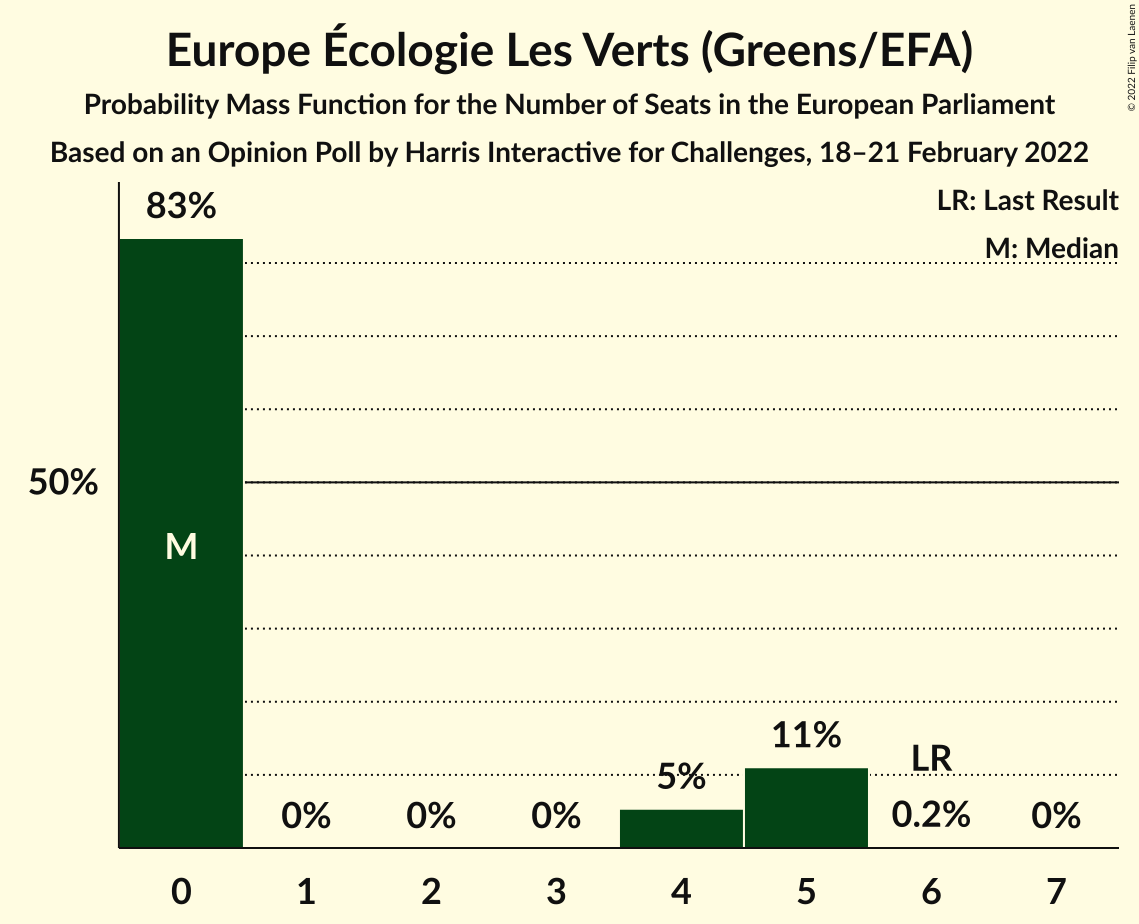 Europe Écologie Les Verts (Greens/EFA)
Probability Mass Function for the Number of Seats in the European Parliament
Based on an Opinion Poll by Harris Interactive for Challenges, 18–21 February 2022
© 2022 Filip van Laenen
LR: Last Result
M: Median
83%
50%
M
11%
5%
LR
0% 0% 0% 0.2% 0%
0 1 2 3 4 5 6 7